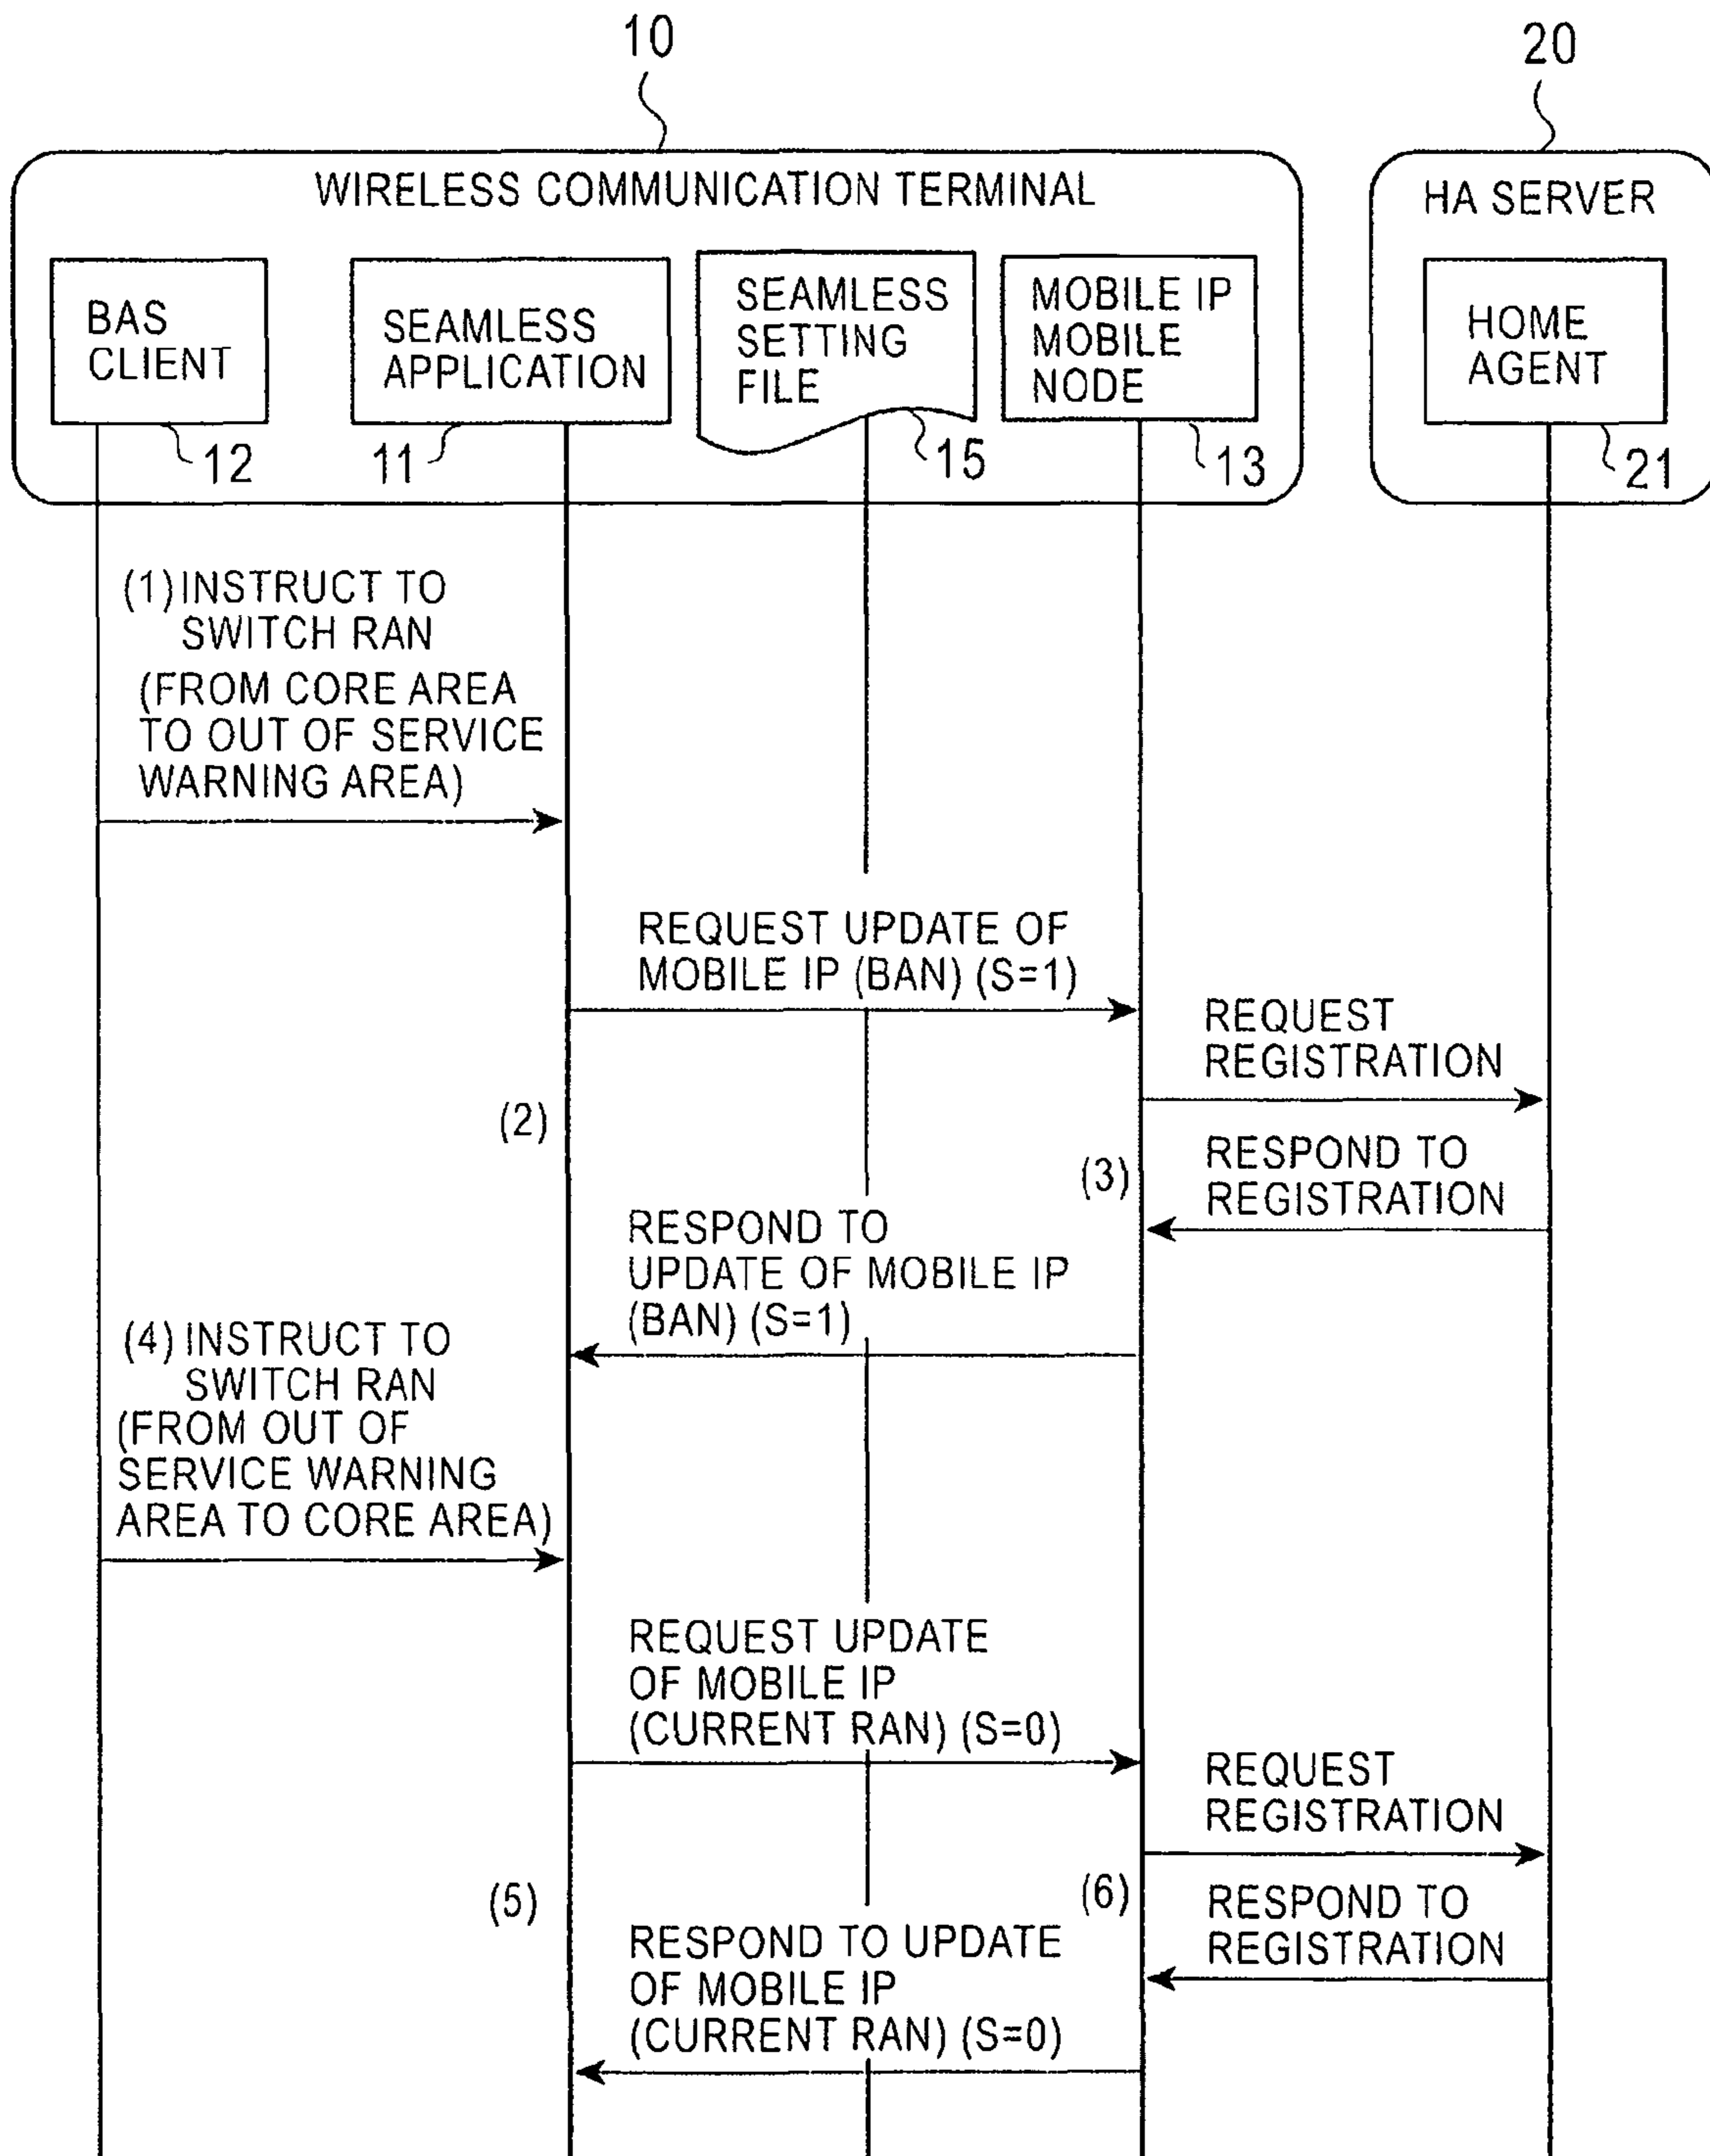 10
20
WIRELESS COMMUNICATION TERMINAL
HA SERVER
BAS
CLIENT
SEAMLESS
APPLICATION
SEAMLESS
SETTING
FILE
MOBILE IP
MOBILE
NODE
HOME
AGENT
12
11
15
13
21
(1) INSTRUCT TO
SWITCH RAN
(FROM CORE AREA
TO OUT OF SERVICE
WARNING AREA)
REQUEST UPDATE OF
MOBILE IP (BAN) (S=1)
REQUEST
REGISTRATION
(2)
(3)
RESPOND TO
REGISTRATION
RESPOND TO
UPDATE OF MOBILE IP
(BAN) (S=1)
(4) INSTRUCT TO
SWITCH RAN
(FROM OUT OF
SERVICE WARNING
AREA TO CORE AREA)
REQUEST UPDATE
OF MOBILE IP
(CURRENT RAN) (S=0)
REQUEST
REGISTRATION
(5)
(6)
RESPOND TO
REGISTRATION
RESPOND TO UPDATE
OF MOBILE IP
(CURRENT RAN) (S=0)